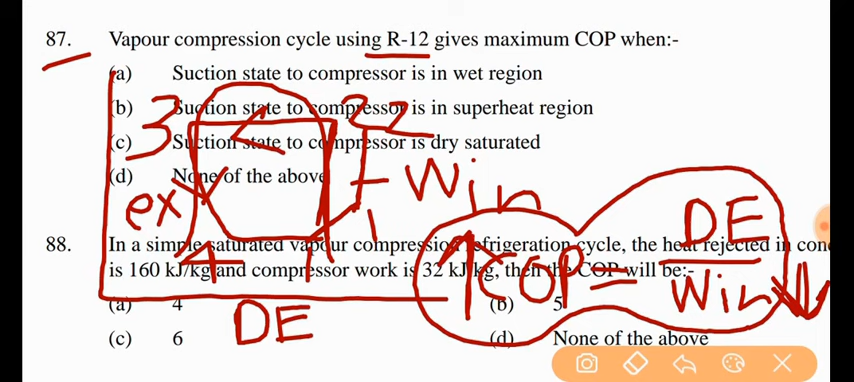 87. Vapour compression cycle using R-12 gives maximum COP when:-
(a) Suction state to compressor is in wet region
(b) Suction state to compressor is in superheat region
(c) Suction state to compressor is dry saturated
(d) None of the above
3
2
2
Win
ex
1
4
1
DE
COP = DE
Win
88. In a simple saturated vapour compression refrigeration cycle, the heat rejected in con
is 160 kJ/kg and compressor work is 32 kJ/kg, then the COP will be:-
(a) 4 (b) 5
(c) 6 (d) None of the above